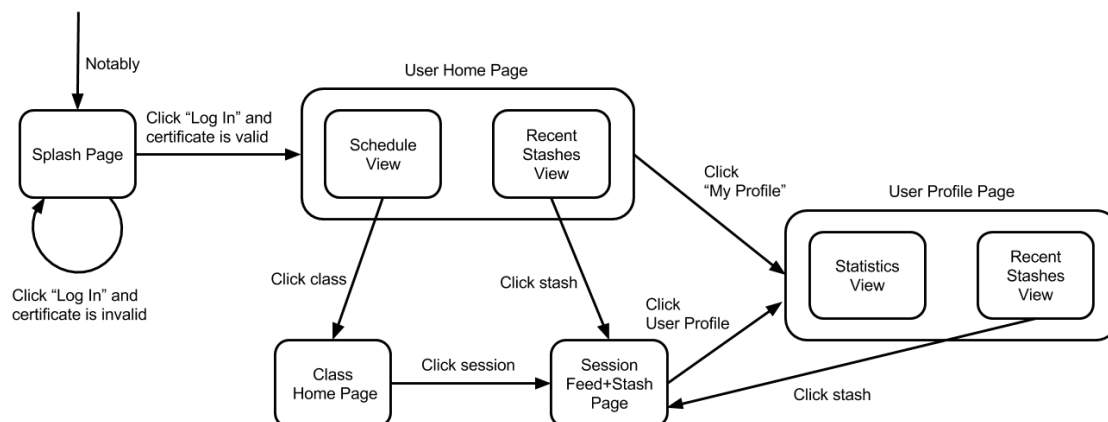 Notably
Splash Page
Click “Log In” and
certificate is valid
Click “Log In” and
certificate is invalid
User Home Page
Schedule
View
Recent
Stashes
View
Click class
Click stash
Click
“My Profile”
Class
Home Page
Click session
Session
Feed+Stash
Page
Click
User Profile
User Profile Page
Statistics
View
Recent
Stashes
View
Click stash